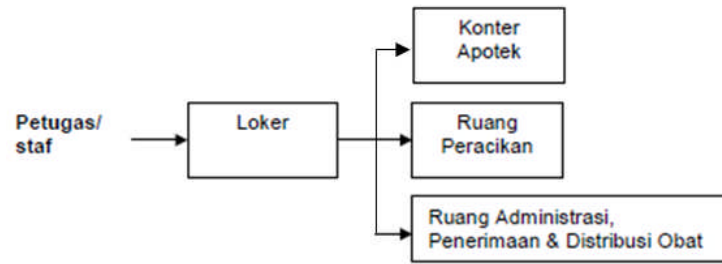 Konter
Apotek
Petugas/
staf
Loker
Ruang
Peracikan
Ruang Administrasi,
Penerimaan & Distribusi Obat